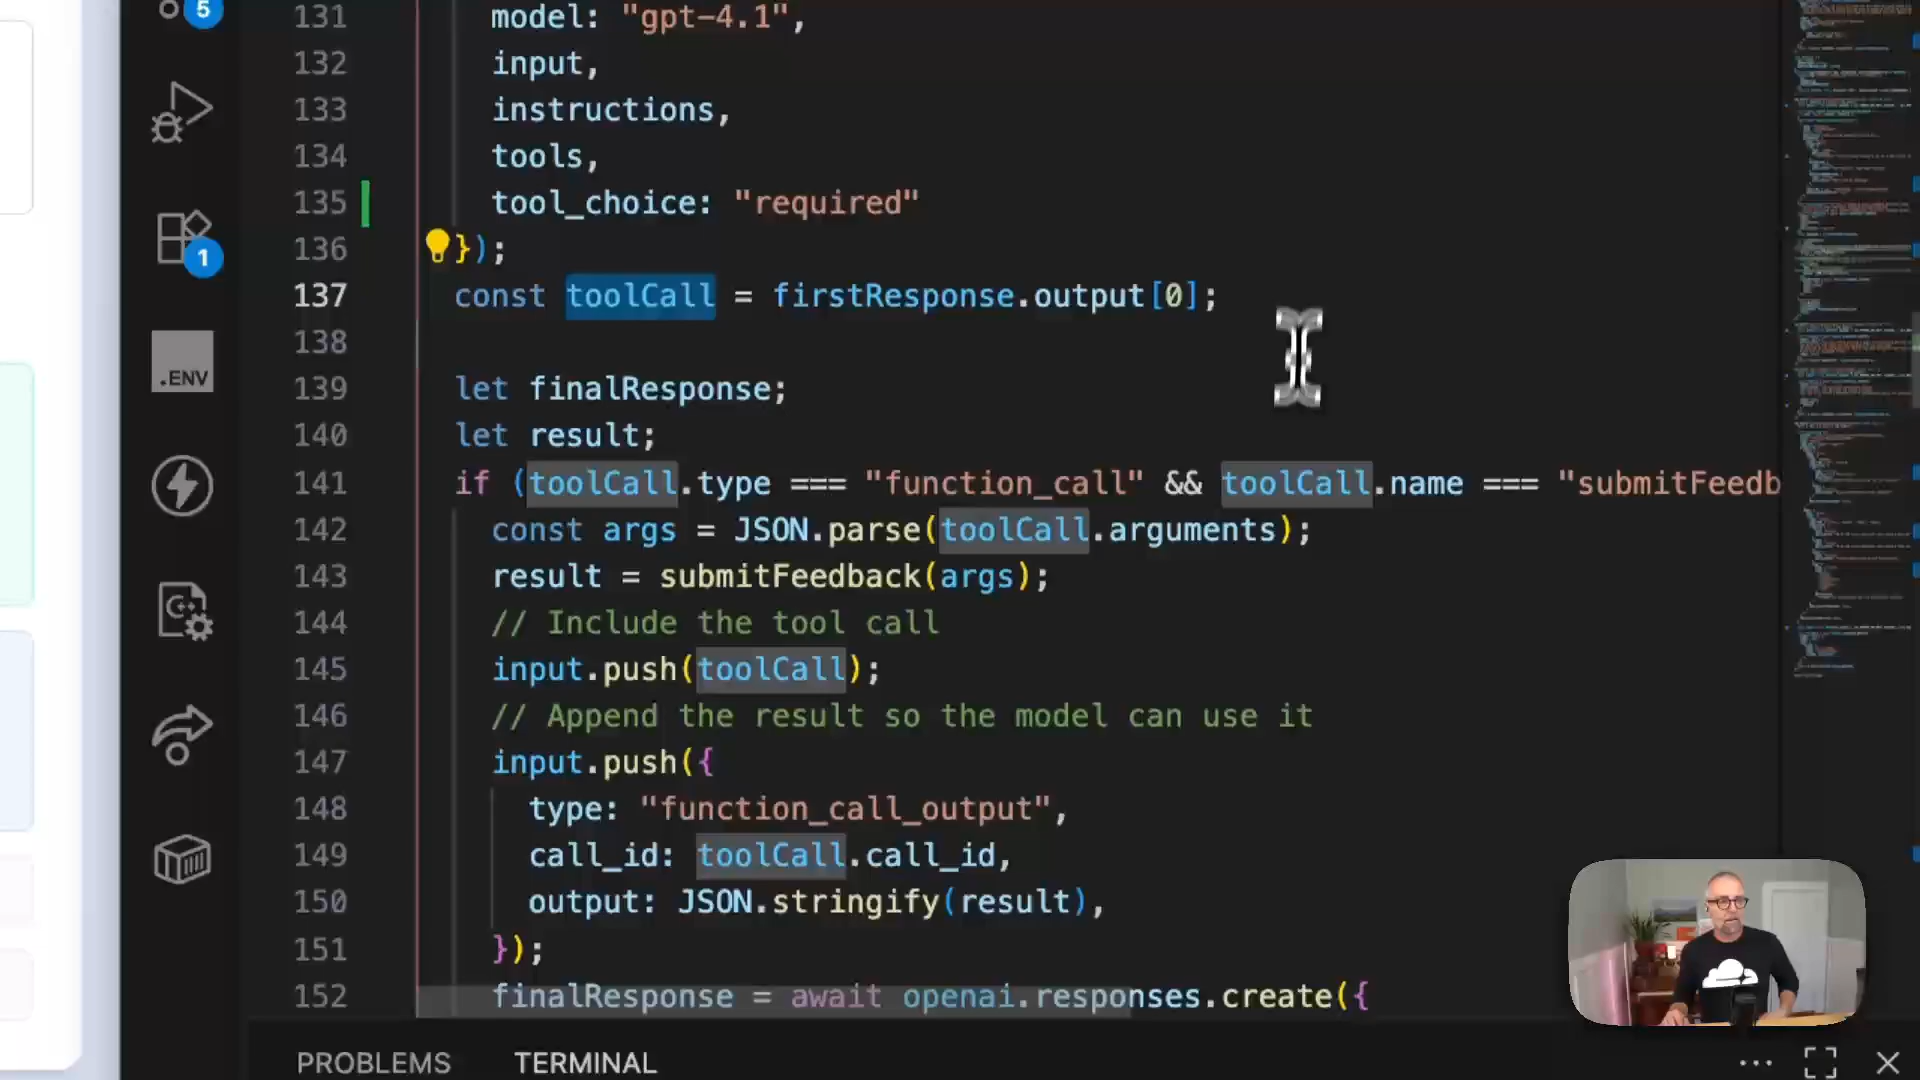 5
131 model: "gpt-4.1",
132 input,
133 instructions,
134 tools,
135 tool_choice: "required"
136 });
1
137 const toolCall = firstResponse.output[0];
138
.ENV
139 let finalResponse;
140 let result;
141 if (toolCall.type === "function_call" && toolCall.name === "submitFeedb
142 const args = JSON.parse(toolCall.arguments);
143 result = submitFeedback(args);
144 // Include the tool call
145 input.push(toolCall);
146 // Append the result so the model can use it
147 input.push({
148 type: "function_call_output",
149 call_id: toolCall.call_id,
150 output: JSON.stringify(result),
151 });
152 finalResponse = await openai.responses.create({
PROBLEMS TERMINAL